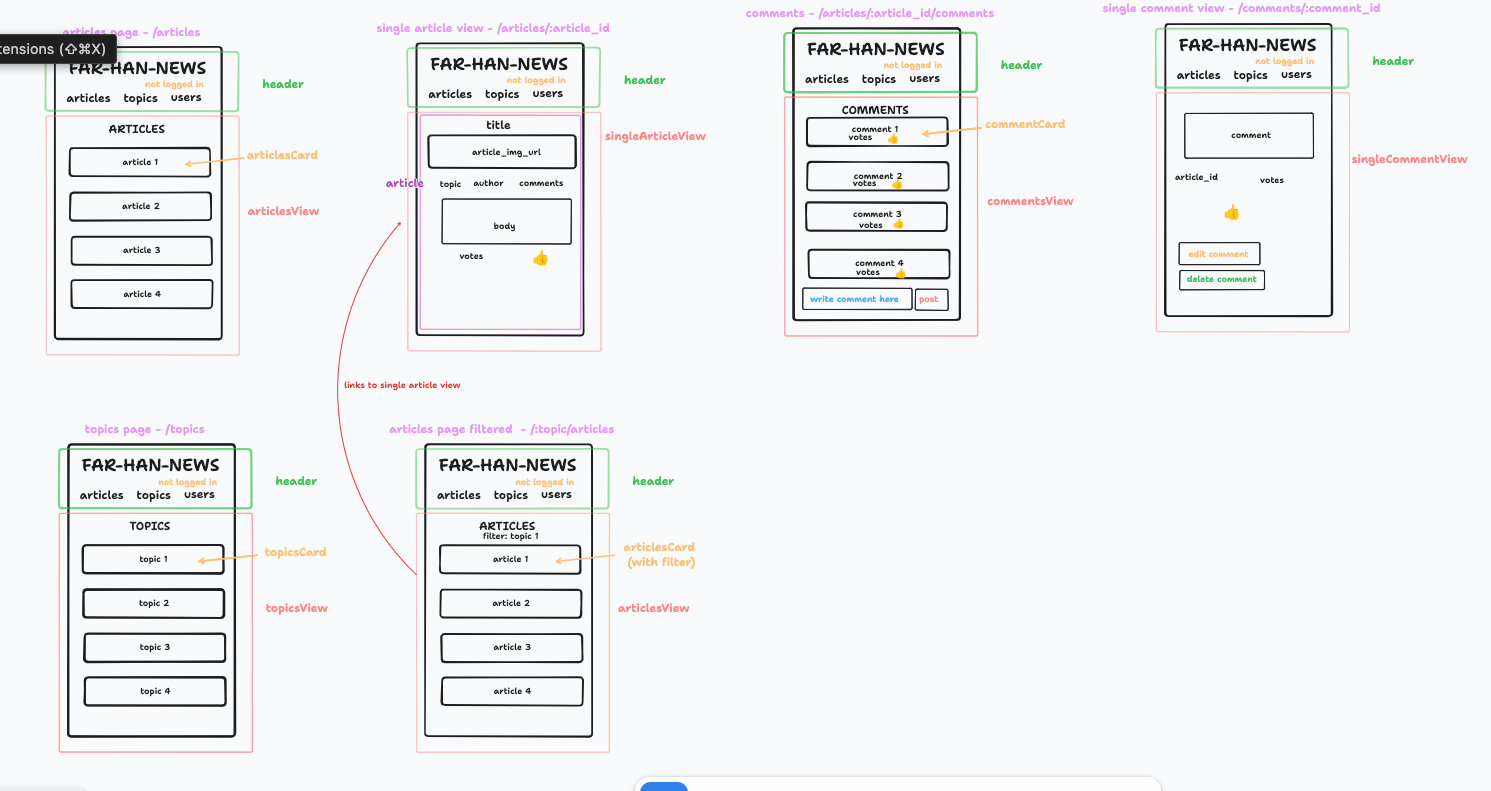 articles page - /articles
tensions (⇧⌘X)
FAR-HAN-NEWS
not logged in
articles topics users
header
ARTICLES
article 1
articlesCard
article 2
articlesView
article 3
article 4
single article view - /articles/:article_id
FAR-HAN-NEWS
not logged in
articles topics users
header
title
singleArticleView
article_img_url
article
topic author comments
body
votes 👍
links to single article view
comments - /articles/:article_id/comments
FAR-HAN-NEWS
not logged in
articles topics users
header
COMMENTS
comment 1
votes 👍
commentCard
comment 2
votes 👍
commentsView
comment 3
votes 👍
comment 4
votes 👍
write comment here post
single comment view - /comments/:comment_id
FAR-HAN-NEWS
not logged in
articles topics users
header
comment
singleCommentView
article_id votes
👍
edit comment
delete comment
topics page - /topics
FAR-HAN-NEWS
not logged in
articles topics users
header
TOPICS
topic 1
topicsCard
topic 2
topicsView
topic 3
topic 4
articles page filtered - /:topic/articles
FAR-HAN-NEWS
not logged in
articles topics users
header
ARTICLES
filter: topic 1
article 1
articlesCard
(with filter)
article 2
articlesView
article 3
article 4